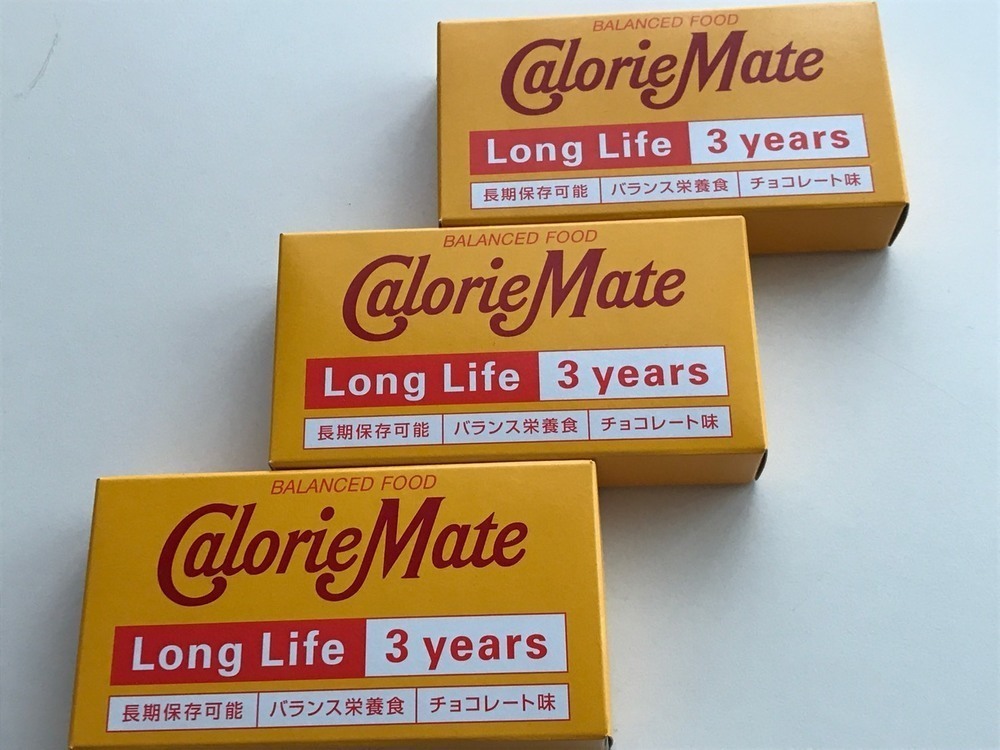 BALANCED FOOD
CalorieMate
Long Life 3 years
長期保存可能 バランス栄養食 チョコレート味
BALANCED FOOD
CalorieMate
Long Life 3 years
長期保存可能 バランス栄養食 チョコレート味
BALANCED FOOD
CalorieMate
Long Life 3 years
長期保存可能 バランス栄養食 チョコレート味